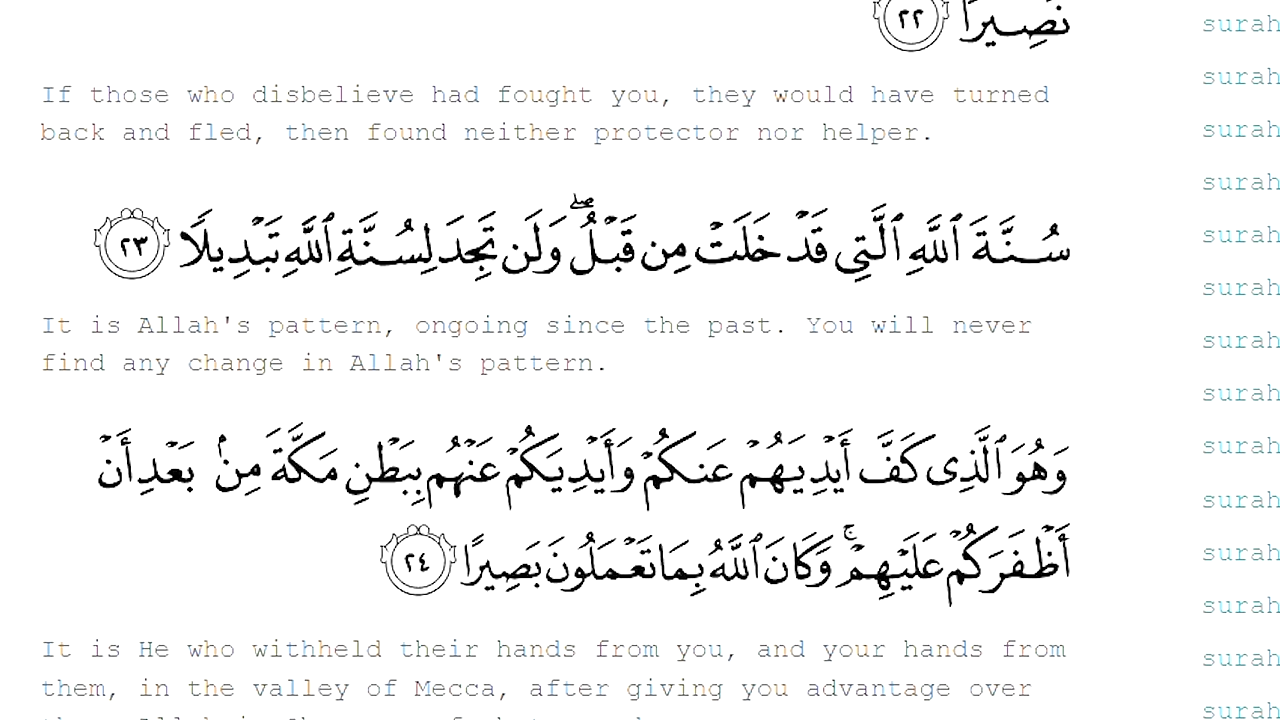 نَصِيرًا ٢٢
If those who disbelieve had fought you, they would have turned
back and fled, then found neither protector nor helper.
سُنَّةَ ٱللَّهِ ٱلَّتِى قَدْ خَلَتْ مِن قَبْلُ ۖ وَلَن تَجِدَ لِسُنَّةِ ٱللَّهِ تَبْدِيلًا ٢٣
It is Allah's pattern, ongoing since the past. You will never
find any change in Allah's pattern.
وَهُوَ ٱلَّذِى كَفَّ أَيْدِيَهُمْ عَنكُمْ وَأَيْدِيَكُمْ عَنْهُم بِبَطْنِ مَكَّةَ مِنۢ بَعْدِ أَنْ
أَظْفَرَكُمْ عَلَيْهِمْ ۚ وَكَانَ ٱللَّهُ بِمَا تَعْمَلُونَ بَصِيرًا ٢٤
It is He who withheld their hands from you, and your hands from
them, in the valley of Mecca, after giving you advantage over
surah
surah
surah
surah
surah
surah
surah
surah
surah
surah
surah
surah
surah
surah